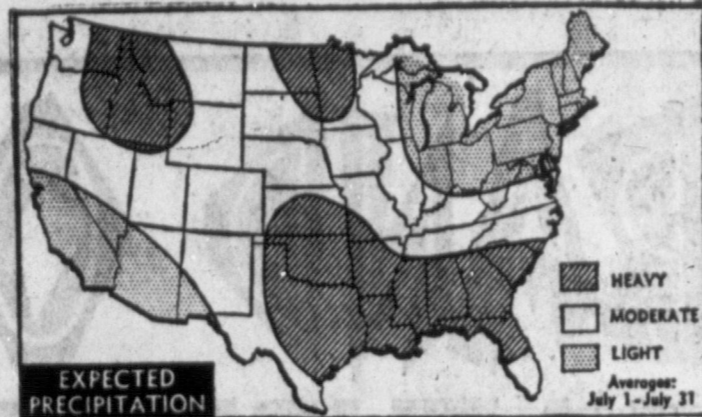 HEAVY
MODERATE
LIGHT
Averages:
July 1-July 31
EXPECTED
PRECIPITATION